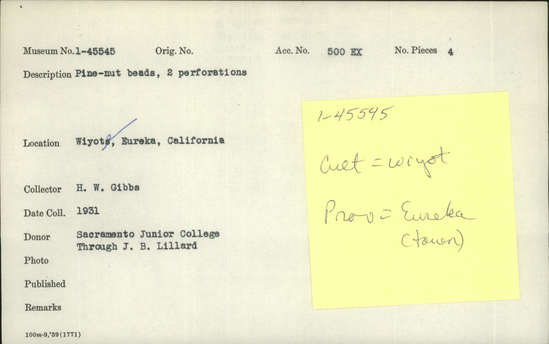 Museum No. 1-45545 Orig. No. Acc. No. 500 EX No. Pieces 4
Description Pine-nut beads, 2 perforations
Location Wiyots, Eureka, California
Collector H. W. Gibbs
Date Coll. 1931
Donor Sacramento Junior College
Through J. B. Lillard
Photo
Published
Remarks
100m-9,'59(1771)
1-45545
Cult = wiyot
Prov = Eureka
(town)